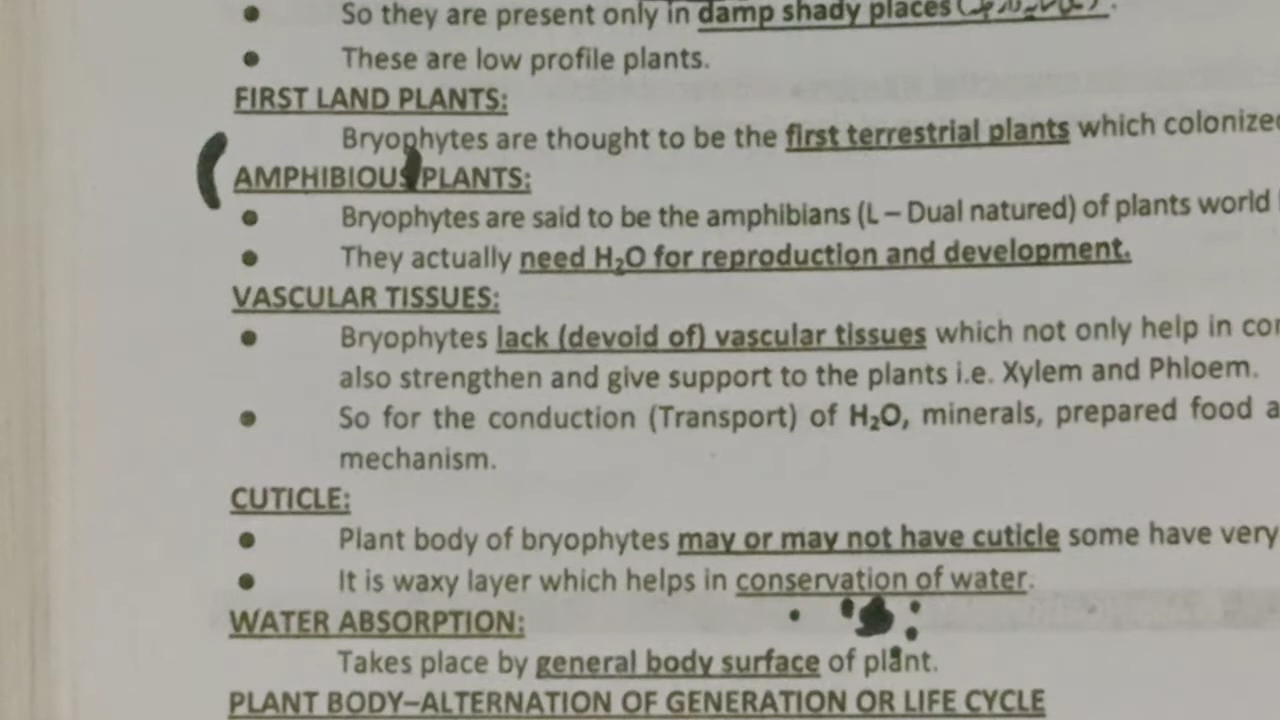 • So they are present only in damp shady places
• These are low profile plants.
FIRST LAND PLANTS:
Bryophytes are thought to be the first terrestrial plants which colonized
AMPHIBIOUS PLANTS:
• Bryophytes are said to be the amphibians (L – Dual natured) of plants world
• They actually need H₂O for reproduction and development.
VASCULAR TISSUES:
• Bryophytes lack (devoid of) vascular tissues which not only help in
also strengthen and give support to the plants i.e. Xylem and Phloem.
• So for the conduction (Transport) of H₂O, minerals, prepared food
mechanism.
CUTICLE:
• Plant body of bryophytes may or may not have cuticle some have very
• It is waxy layer which helps in conservation of water.
WATER ABSORPTION:
Takes place by general body surface of plant.
PLANT BODY–ALTERNATION OF GENERATION OR LIFE CYCLE